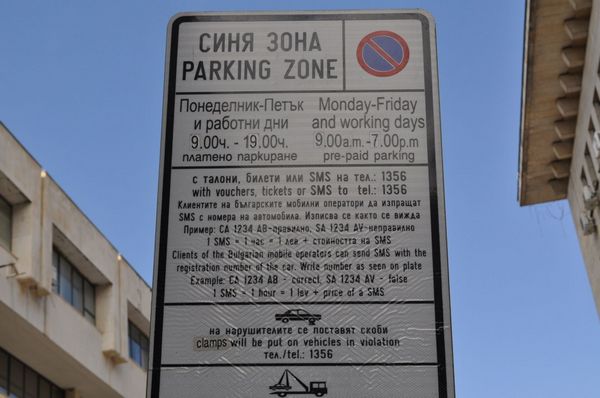 СИНЯ ЗОНА
PARKING ZONE
Понеделник-Петък
и работни дни
9.00ч. - 19.00ч.
платено паркиране
Monday-Friday
and working days
9.00a.m.-7.00p.m
pre-paid parking
с талони, билети или SMS на тел.: 1356
with vouchers, tickets or SMS to tel.: 1356
Клиентите на българските мобилни оператори да изпращат
SMS с номера на автомобила. Изписва се както се вижда
Пример: СА 1234 АВ-правилно, SA 1234 AV-неправилно
1 SMS = 1 час = 1 лев + стойността на SMS
Clients of the Bulgarian mobile operators can send SMS with the
registration number of the car. Write number as seen on plate
Example: CA 1234 AB - correct, SA 1234 AV - false
1 SMS - 1 hour = 1 lev + price of a SMS
на нарушителите се поставят скоби
clamps will be put on vehicles in violation
тел./tel.: 1356